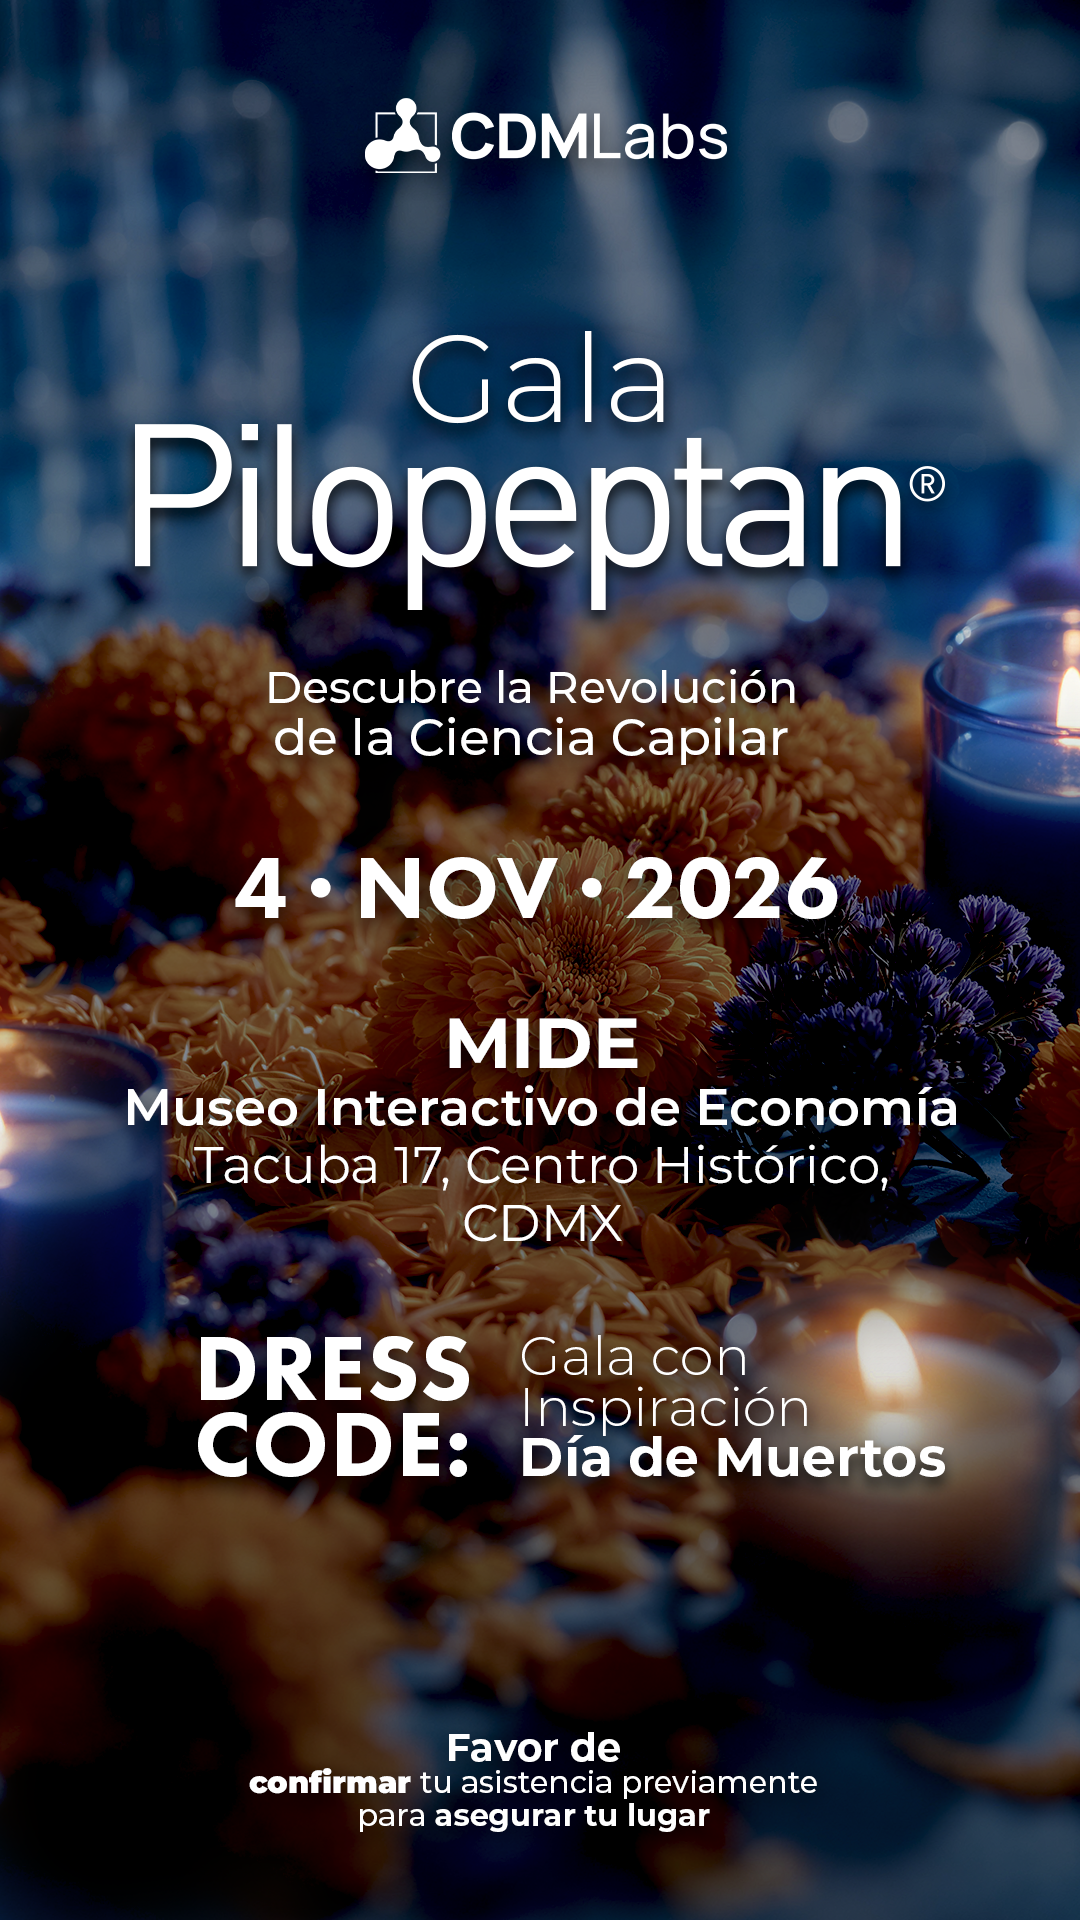 CDMLabs
Gala
Pilopeptan®
Descubre la Revolución
de la Ciencia Capilar
4 • NOV • 2026
MIDE
Museo Interactivo de Economía
Tacuba 17, Centro Histórico,
CDMX
DRESS
CODE:
Gala con
Inspiración
Día de Muertos
Favor de
confirmar tu asistencia previamente
para asegurar tu lugar